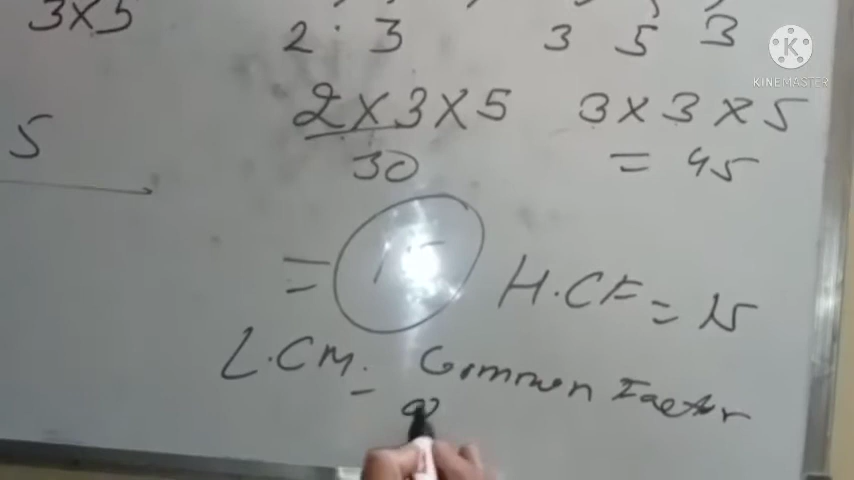 3×5
2 3 3 5 3
2×3×5 3×3×5
5 30 = 45
= 15 H.CF = 15
L.CM. Common Factor
K
KINEMASTER